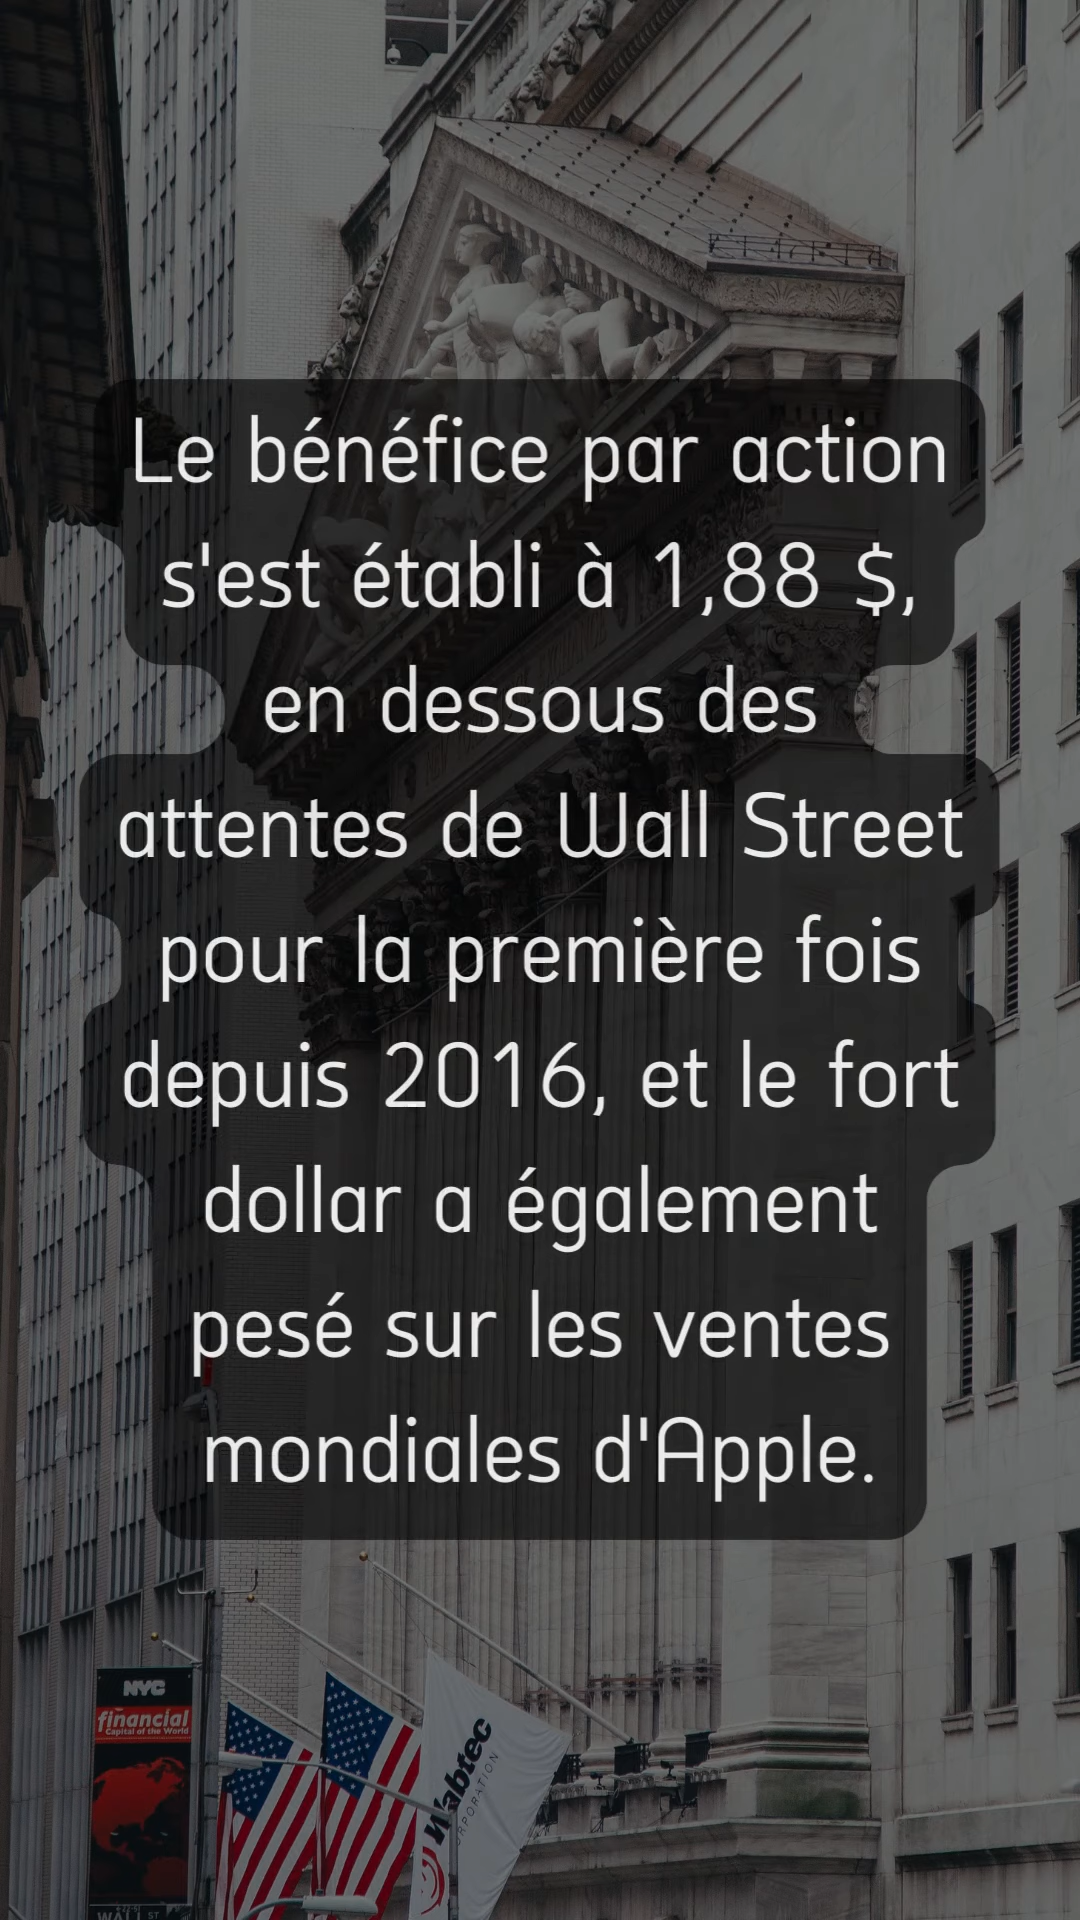 Le bénéfice par action
s'est établi à 1,88 $,
en dessous des
attentes de Wall Street
pour la première fois
depuis 2016, et le fort
dollar a également
pesé sur les ventes
mondiales d'Apple.
NYC
financial
Capital of the World
Wabtec
CORPORATION
WALL ST